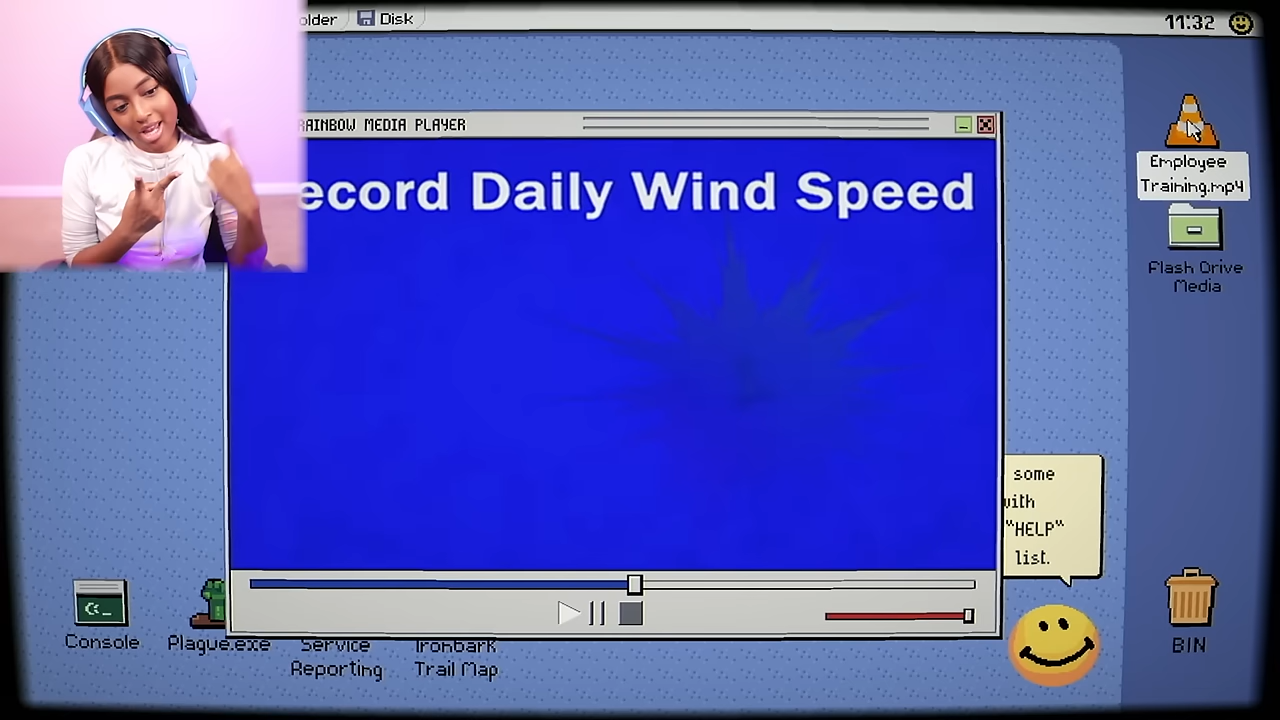 older
Disk
11:32
RAINBOW MEDIA PLAYER
ecord Daily Wind Speed
Employee
Training.mp4
Flash Drive
Media
some
with
"HELP"
list.
Console
Plague.exe
Service
Reporting
Ironbark
Trail Map
BIN